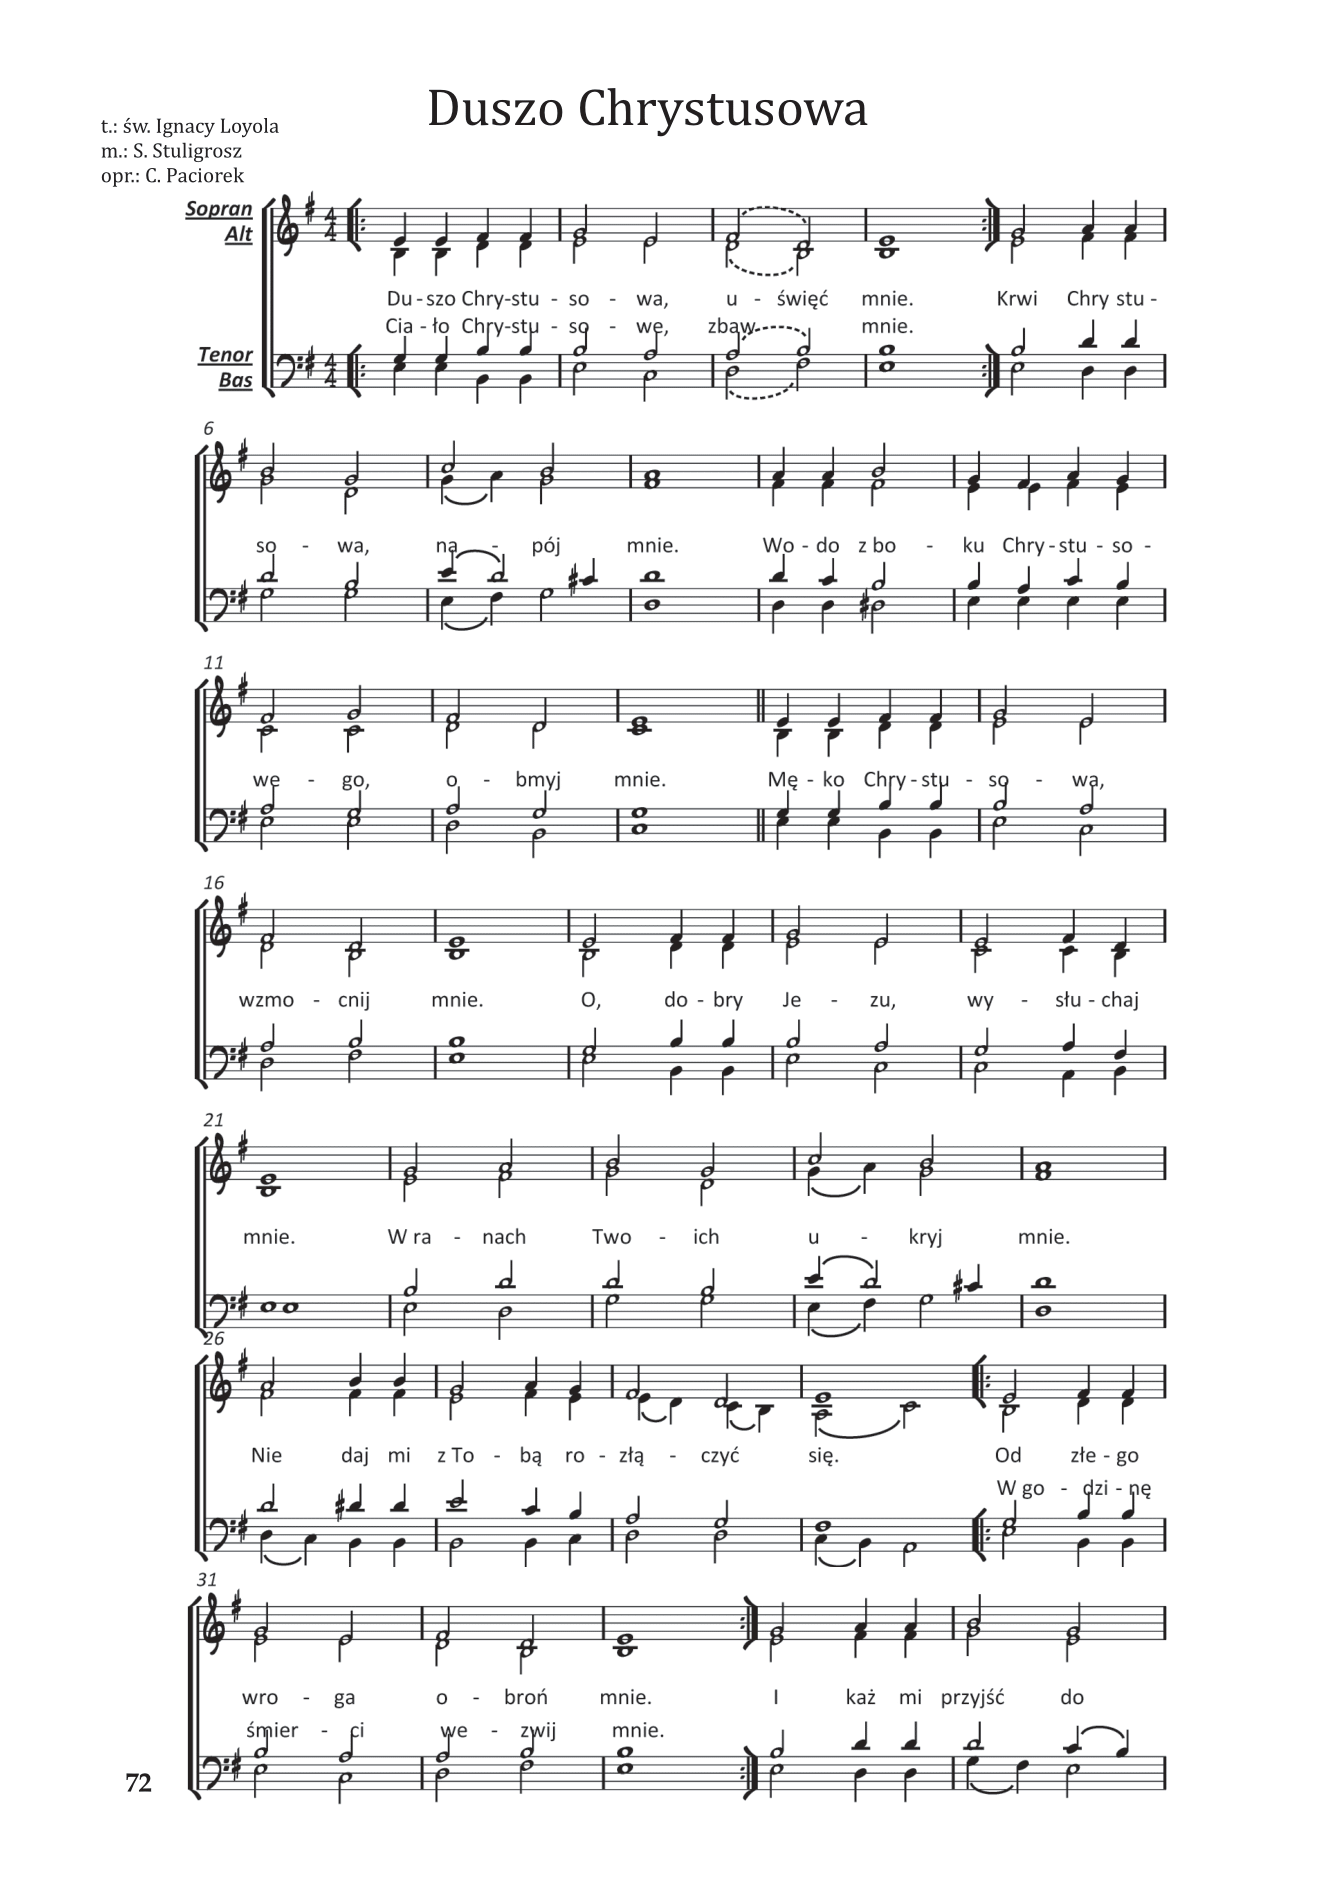 Duszo Chrystusowa
t.: św. Ignacy Loyola
m.: S. Stuligrosz
opr.: C. Paciorek
Sopran
Alt
4
4
Du - szo Chry-stu - so - wa, u - święć mnie. Krwi Chry stu -
Cia - ło Chry-stu - so - we, zbaw mnie.
Tenor
Bas
4
4
6
so - wa, na - pój mnie. Wo - do z bo - ku Chry - stu - so -
11
we - go, o - bmyj mnie. Mę - ko Chry - stu - so - wa,
16
wzmo - cnij mnie. O, do - bry Je - zu, wy - słu - chaj
21
mnie. W ra - nach Two - ich u - kryj mnie.
26
Nie daj mi z To - bą ro - złą - czyć się. Od złe - go
W go - dzi - nę
31
wro - ga o - broń mnie. I każ mi przyjść do
śmier - ci we - zwij mnie.
72